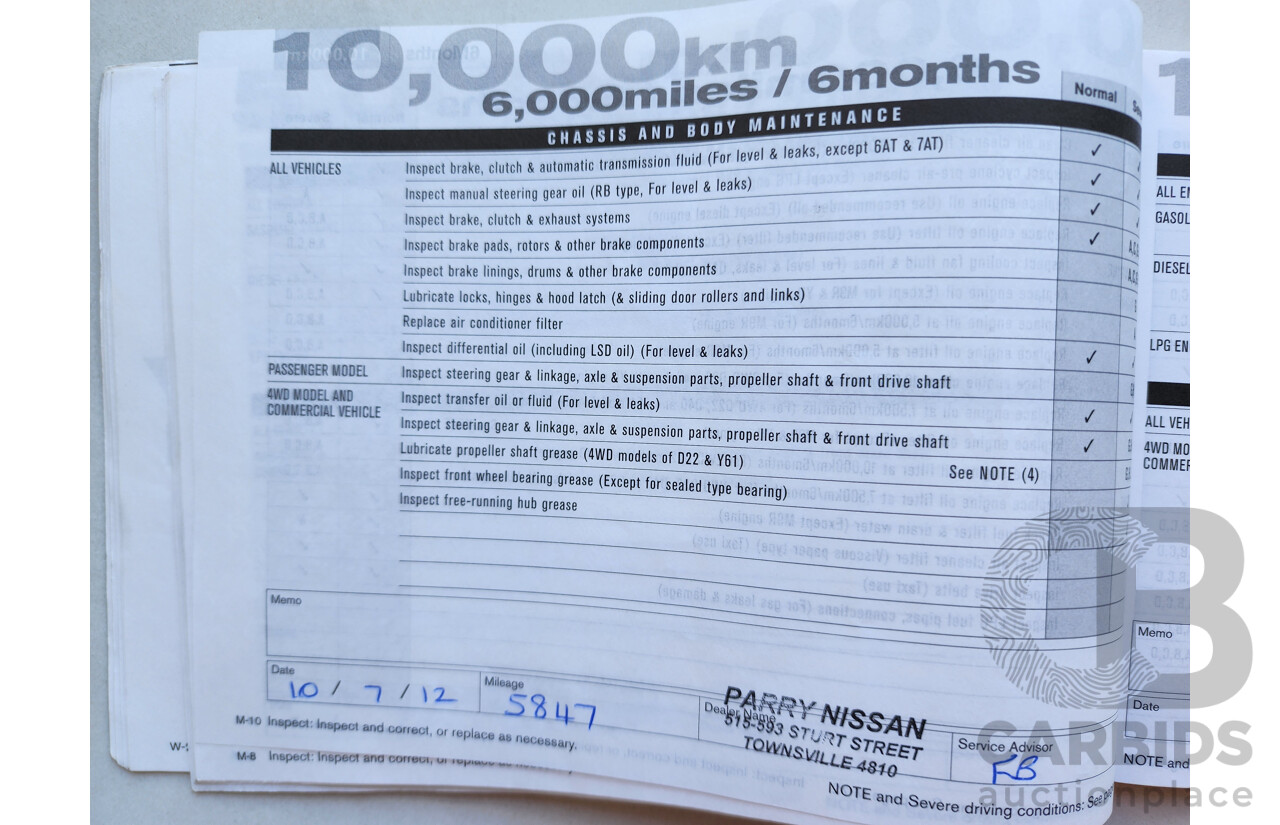 10,000km
6,000miles / 6months
Normal
CHASSIS AND BODY MAINTENANCE
ALL VEHICLES
Inspect brake, clutch & automatic transmission fluid (For level & leaks, except 6AT & 7AT) ✓
Inspect manual steering gear oil (RB type, For level & leaks) ✓
Inspect brake, clutch & exhaust systems ✓
Inspect brake pads, rotors & other brake components ✓
Inspect brake linings, drums & other brake components
Lubricate locks, hinges & hood latch (& sliding door rollers and links)
Replace air conditioner filter
Inspect differential oil (including LSD oil) (For level & leaks) ✓
PASSENGER MODEL
Inspect steering gear & linkage, axle & suspension parts, propeller shaft & front drive shaft
4WD MODEL AND
COMMERCIAL VEHICLE
Inspect transfer oil or fluid (For level & leaks) ✓
Inspect steering gear & linkage, axle & suspension parts, propeller shaft & front drive shaft ✓
Lubricate propeller shaft grease (4WD models of D22 & Y61) See NOTE (4)
Inspect front wheel bearing grease (Except for sealed type bearing)
Inspect free-running hub grease
Memo
Date
10 / 7 / 12
Mileage
5847
Dealer Name
PARRY NISSAN
515-593 STURT STREET
TOWNSVILLE 4810
Service Advisor
FB
M-10 Inspect: Inspect and correct, or replace as necessary.
M-8 Inspect: Inspect and correct, or replace as
NOTE and Severe driving conditions: See
ALL
GASOL
DIESEL
LPG EN
ALL VEH
4WD MO
COMMER
Memo
Date
NOTE and
CARBIDS
auctionplace